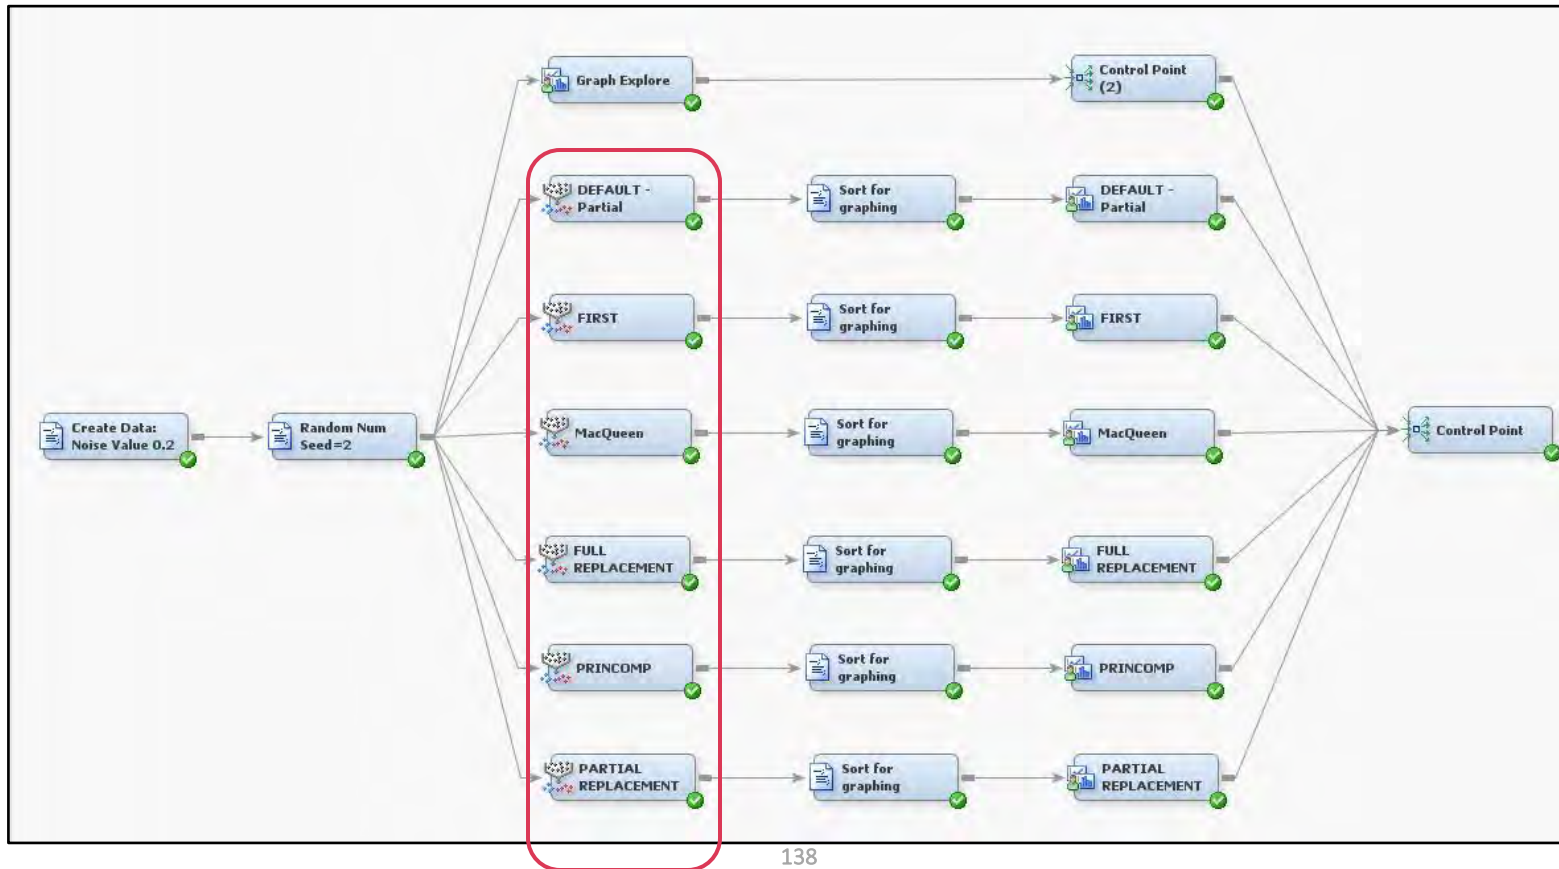 Graph Explore
Control Point
(2)
DEFAULT -
Partial
Sort for
graphing
DEFAULT -
Partial
FIRST
Sort for
graphing
FIRST
Create Data:
Noise Value 0.2
Random Num
Seed=2
MacQueen
Sort for
graphing
MacQueen
Control Point
FULL
REPLACEMENT
Sort for
graphing
FULL
REPLACEMENT
PRINCOMP
Sort for
graphing
PRINCOMP
PARTIAL
REPLACEMENT
Sort for
graphing
PARTIAL
REPLACEMENT
138